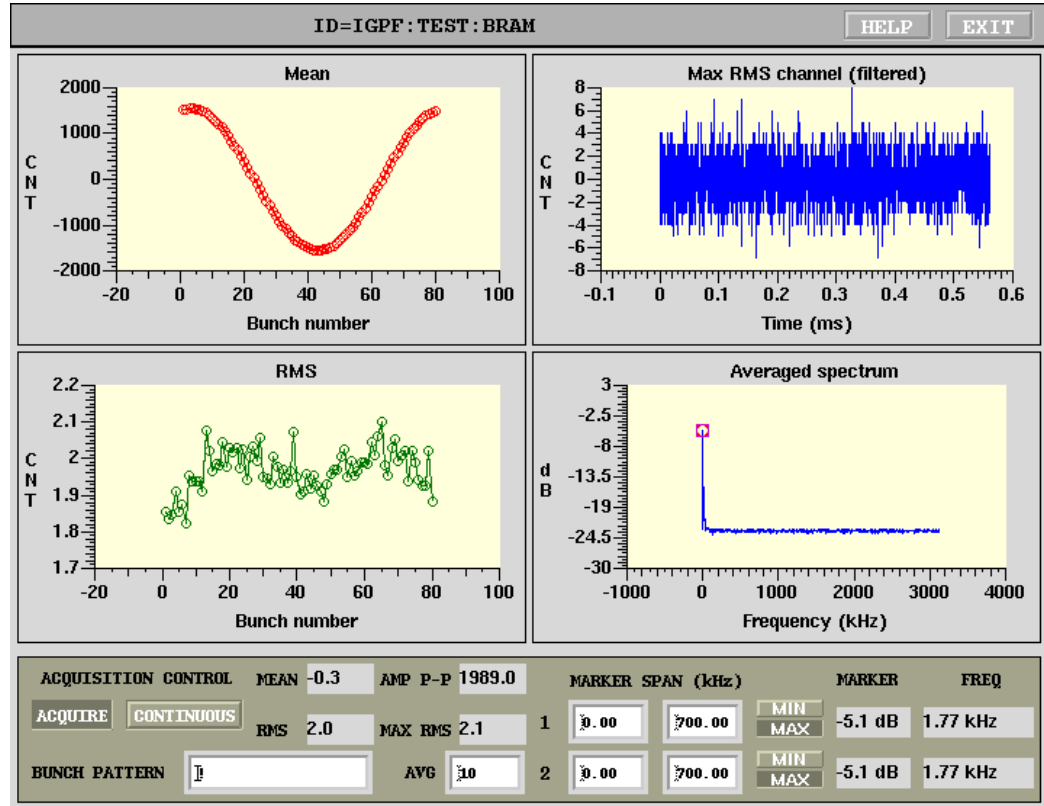 ID=IGPF:TEST:BRAM HELP EXIT
Mean
2000
1000
0
-1000
-2000
CNT
-20 0 20 40 60 80 100
Bunch number
Max RMS channel (filtered)
8
6
4
2
0
-2
-4
-6
-8
CNT
-0.1 0 0.1 0.2 0.3 0.4 0.5 0.6
Time (ms)
RMS
2.2
2.1
2
1.9
1.8
1.7
CNT
-20 0 20 40 60 80 100
Bunch number
Averaged spectrum
3
-2.5
-8
-13.5
-19
-24.5
-30
dB
-1000 0 1000 2000 3000 4000
Frequency (kHz)
ACQUISITION CONTROL MEAN -0.3 AMP P-P 1989.0 MARKER SPAN (kHz) MARKER FREQ
ACQUIRE CONTINUOUS RMS 2.0 MAX RMS 2.1 1 0.00 700.00 MIN MAX -5.1 dB 1.77 kHz
BUNCH PATTERN ! AVG 10 2 0.00 700.00 MIN MAX -5.1 dB 1.77 kHz